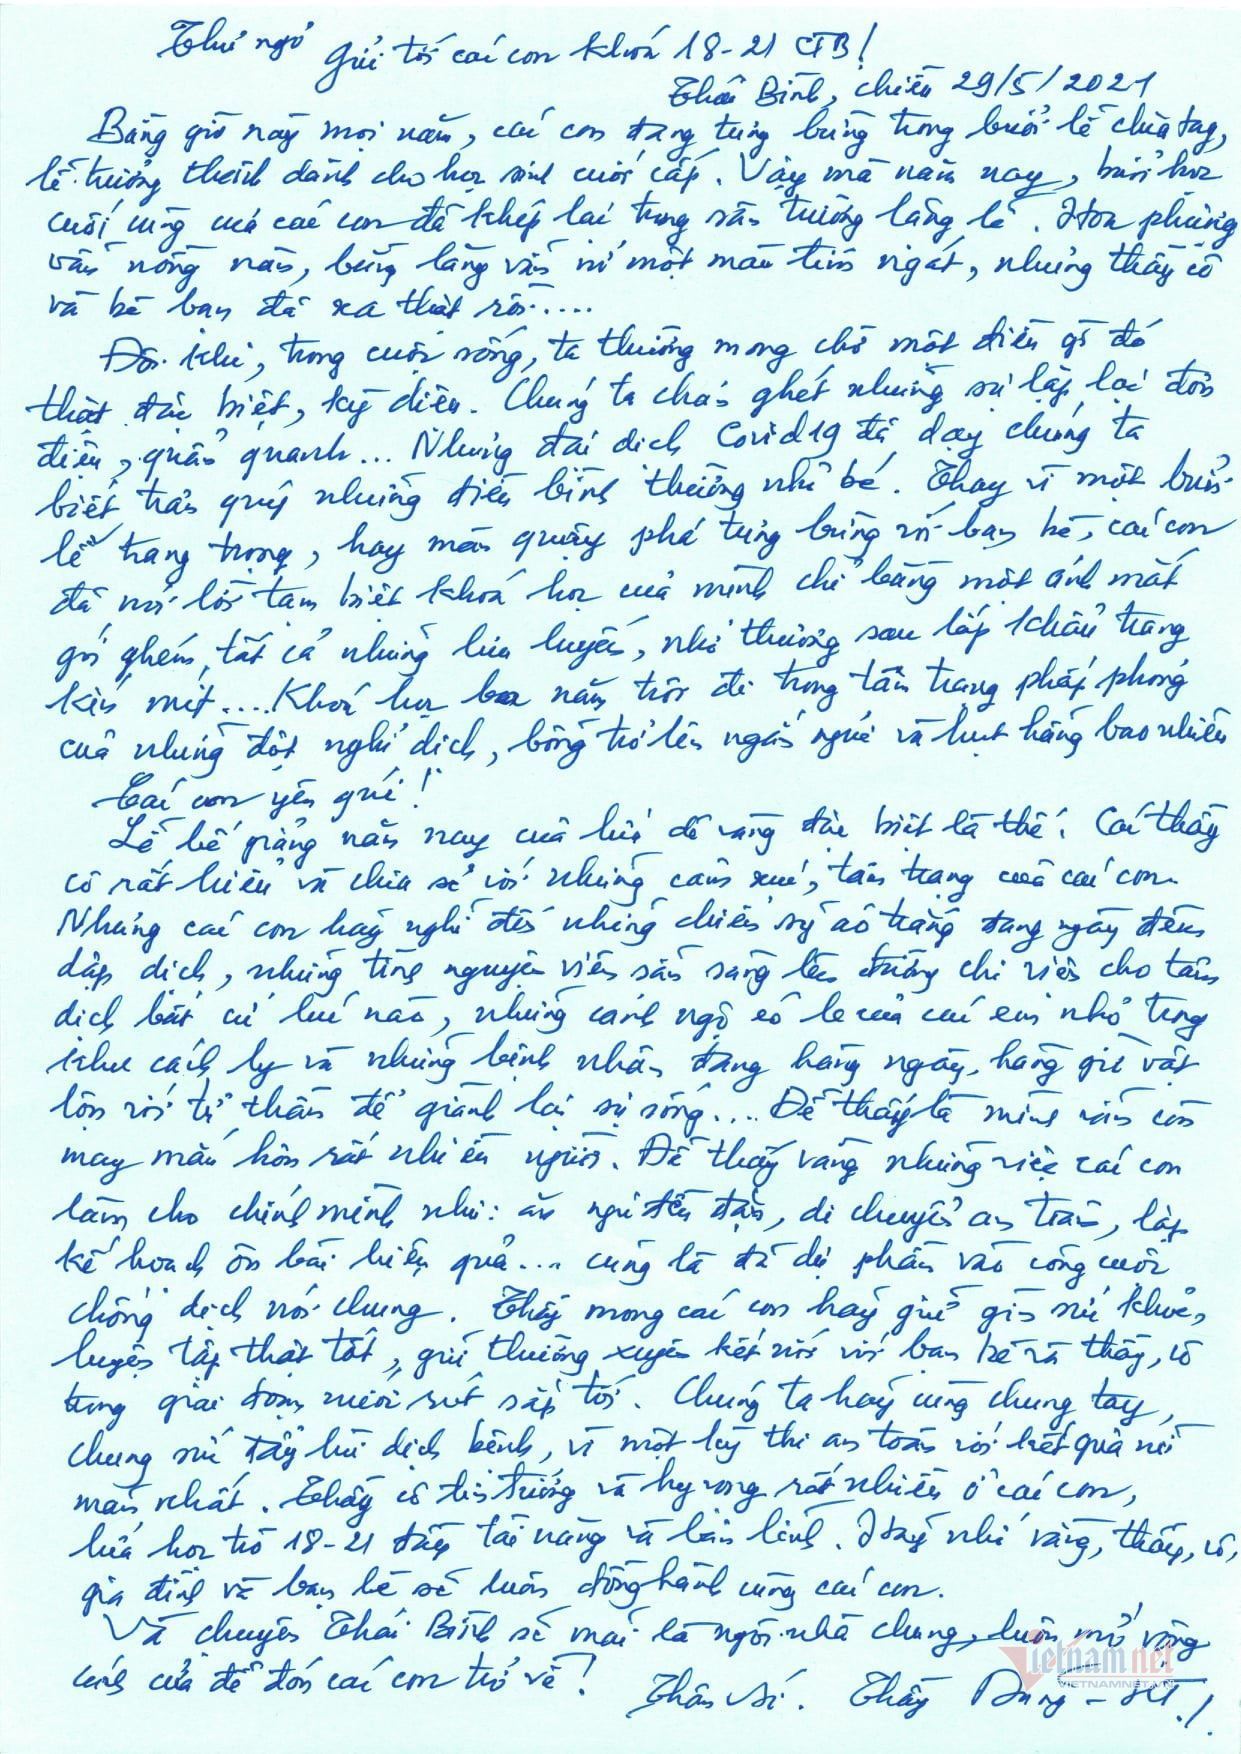 Thư ngỏ
Gửi tới các con khoá 18-21 CTB!
Thái Bình, chiều 29/5/2021
Bằng giờ này mọi năm, các con đang tưng bừng trong buổi lễ chia tay,
lễ trưởng thành dành cho học sinh cuối cấp. Vậy mà năm nay, buổi học
cuối cùng của các con đã khép lại trong sân trường lặng lẽ. Hoa phượng
vẫn nồng nàn, bằng lăng vẫn in một màu tím ngát, nhưng thầy cô
và bè bạn đã xa thật rồi....
Đôi khi, trong cuộc sống, ta thường mong chờ một điều gì đó
thật đặc biệt, kỳ diệu. Chúng ta chán ghét những sự lặp lại đơn
điệu, quẩn quanh... Nhưng đại dịch Covid19 đã dạy chúng ta
biết trân quý những điều bình thường nhỏ bé. Thay vì một buổi
lễ trang trọng, hay màn quậy phá tưng bừng với bạn bè, các con
đã nói lời tạm biệt khoá học của mình chỉ bằng một ánh mắt
gói ghém tất cả những lưu luyến, nhớ thương sau lớp khẩu trang
kín mít....Khoá học ba năm trôi đi trong tâm trạng phấp phỏng
của những đợt nghỉ dịch, bỗng trở lên ngắn ngủi và hụt hẫng bao nhiêu
Các con yêu quí!
Lễ bế giảng năm nay của lứa dê vàng đặc biệt là thế. Các thầy
cô rất hiểu và chia sẻ với những cảm xúc, tâm trạng của các con.
Nhưng các con hãy nghĩ đến những chiến sỹ áo trắng đang ngày đêm
dập dịch, những tình nguyện viên sẵn sàng lên đường chi viện cho tâm
dịch bất cứ lúc nào, những cảnh ngộ éo le của các em nhỏ trong
khu cách ly và những bệnh nhân đang hàng ngày, hàng giờ vật
lộn với tử thần để giành lại sự sống.... Để thấy là mình vẫn còn
may mắn hơn rất nhiều người. Để thấy rằng những việc các con
làm cho chính mình như: ăn ngủ đều đặn, di chuyển an toàn, lập
kế hoạch ôn bài hiệu quả... cũng là đã dự phần vào công cuộc
chống dịch nói chung. Thầy mong các con hãy giữ gìn sức khỏe,
luyện tập thật tốt, giữ thường xuyên kết nối với bạn bè và thầy, cô
trong giai đoạn nước rút sắp tới. Chúng ta hãy cùng chung tay,
chung sức đẩy lùi dịch bệnh, vì một kỳ thi an toàn với kết quả mỹ
mãn nhất. Thầy cô tin tưởng và hy vọng rất nhiều ở các con,
lứa học trò 18-21 đầy tài năng và bản lĩnh. Hãy nhớ rằng, thầy, cô,
gia đình và bạn bè sẽ luôn đồng hành cùng các con.
Và chuyên Thái Bình sẽ mãi là ngôi nhà chung, luôn mở rộng
cánh cửa để đón các con trở về!
Thân ái. Thầy Dung - HT.!
Vietnamnet
VIETNAMNET.VN